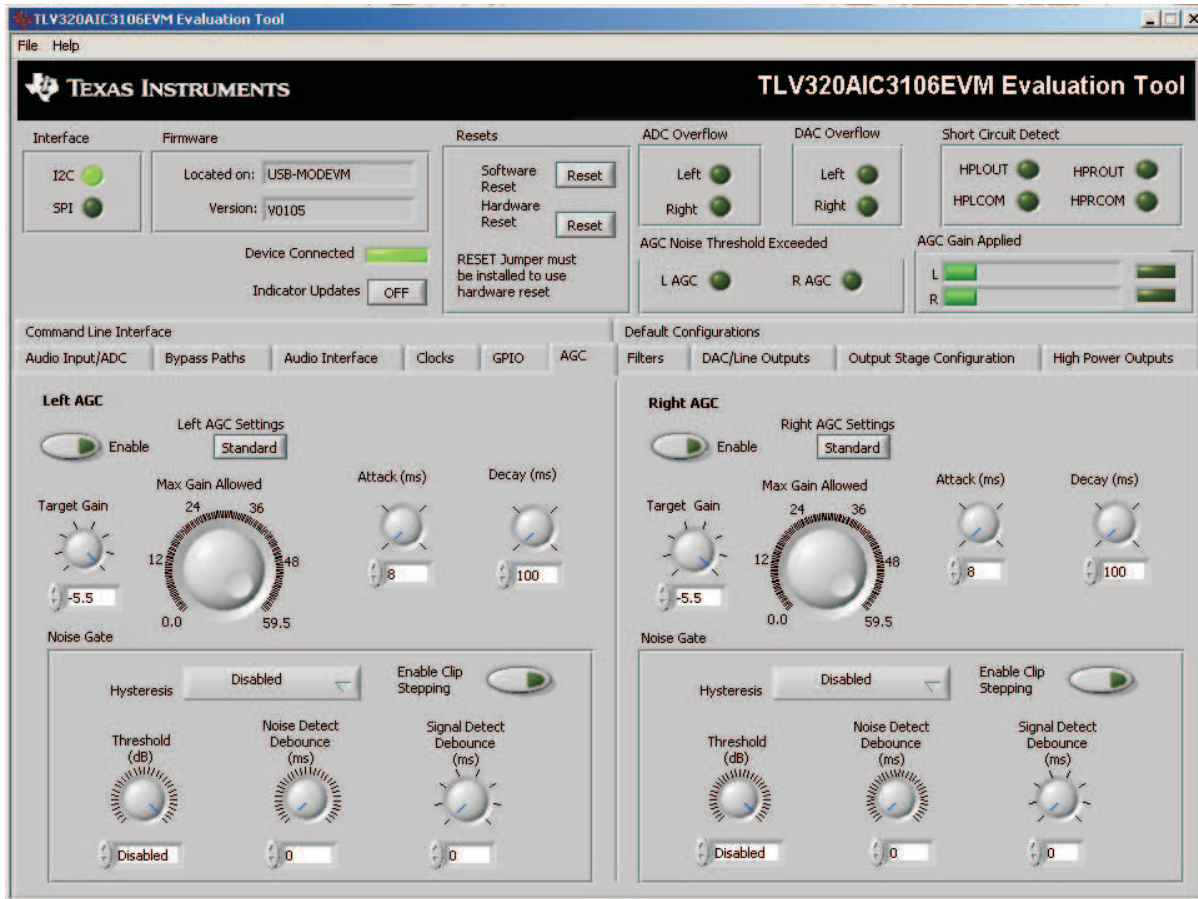 TLV320AIC3106EVM Evaluation Tool
File Help
TEXAS INSTRUMENTS
TLV320AIC3106EVM Evaluation Tool
Interface
I2C
SPI
Firmware
Located on: USB-MODEVM
Version: V0105
Device Connected
Indicator Updates OFF
Resets
Software Reset Reset
Hardware Reset Reset
RESET Jumper must
be installed to use
hardware reset
ADC Overflow
Left
Right
DAC Overflow
Left
Right
Short Circuit Detect
HPLOUT HPROUT
HPLCOM HPRCOM
AGC Noise Threshold Exceeded
L AGC R AGC
AGC Gain Applied
L
R
Command Line Interface Default Configurations
Audio Input/ADC Bypass Paths Audio Interface Clocks GPIO AGC Filters DAC/Line Outputs Output Stage Configuration High Power Outputs
Left AGC
Enable
Left AGC Settings
Standard
Target Gain
-5.5
Max Gain Allowed
24 36
12 48
0.0 59.5
Attack (ms)
8
Decay (ms)
100
Noise Gate
Hysteresis Disabled
Enable Clip
Stepping
Threshold
(dB)
Disabled
Noise Detect
Debounce
(ms)
0
Signal Detect
Debounce
(ms)
0
Right AGC
Enable
Right AGC Settings
Standard
Target Gain
-5.5
Max Gain Allowed
24 36
12 48
0.0 59.5
Attack (ms)
8
Decay (ms)
100
Noise Gate
Hysteresis Disabled
Enable Clip
Stepping
Threshold
(dB)
Disabled
Noise Detect
Debounce
(ms)
0
Signal Detect
Debounce
(ms)
0